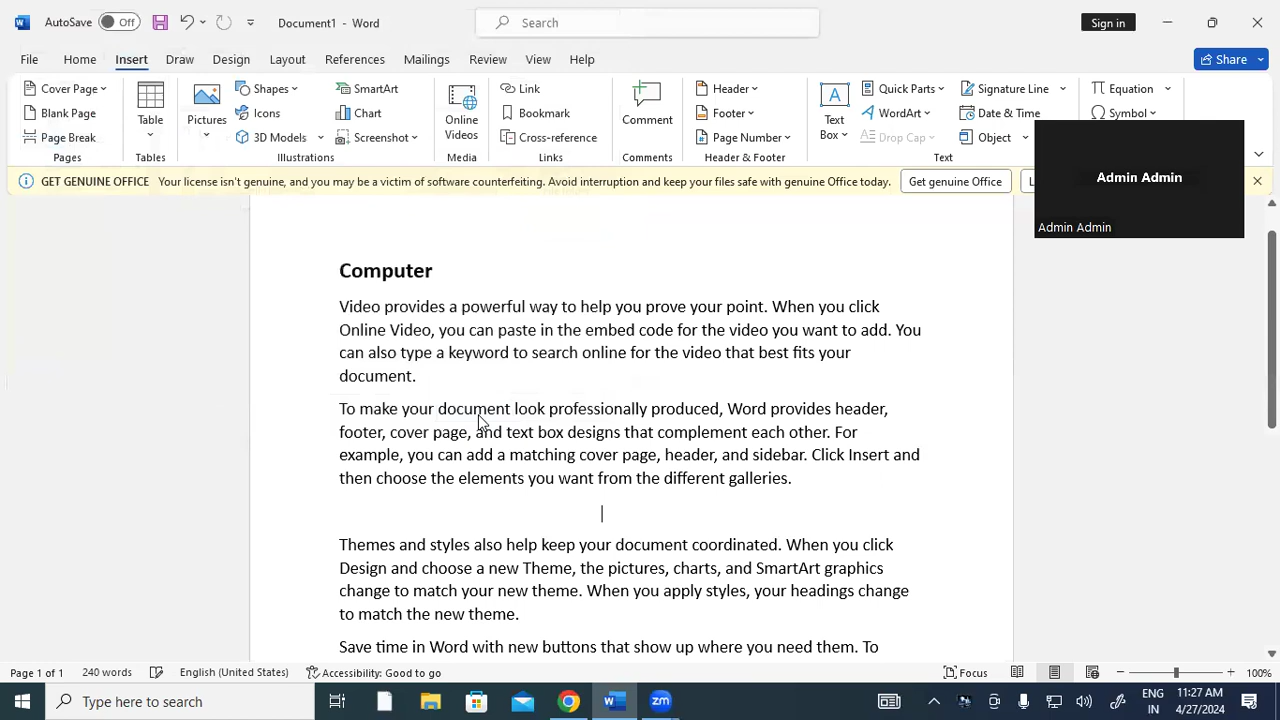 AutoSave Off Document1 - Word Search Sign in
File Home Insert Draw Design Layout References Mailings Review View Help Share
Cover Page
Blank Page
Page Break
Pages
Table
Tables
Pictures
Shapes
Icons
3D Models
SmartArt
Chart
Screenshot
Illustrations
Online
Videos
Media
Link
Bookmark
Cross-reference
Links
Comment
Comments
Header
Footer
Page Number
Header & Footer
Text
Box
Quick Parts
WordArt
Drop Cap
Signature Line
Date & Time
Object
Text
Equation
Symbol
GET GENUINE OFFICE Your license isn't genuine, and you may be a victim of software counterfeiting. Avoid interruption and keep your files safe with genuine Office today. Get genuine Office
Admin Admin
Admin Admin
Computer
Video provides a powerful way to help you prove your point. When you click
Online Video, you can paste in the embed code for the video you want to add. You
can also type a keyword to search online for the video that best fits your
document.
To make your document look professionally produced, Word provides header,
footer, cover page, and text box designs that complement each other. For
example, you can add a matching cover page, header, and sidebar. Click Insert and
then choose the elements you want from the different galleries.
Themes and styles also help keep your document coordinated. When you click
Design and choose a new Theme, the pictures, charts, and SmartArt graphics
change to match your new theme. When you apply styles, your headings change
to match the new theme.
Save time in Word with new buttons that show up where you need them. To
Page 1 of 1 240 words English (United States) Accessibility: Good to go Focus 100%
Type here to search
zm
ENG
IN
11:27 AM
4/27/2024